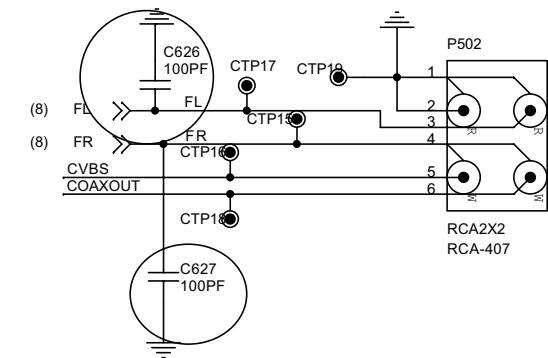 P502
C626
100PF
CTP17
CTP19
1
(8) FL
FL
2
CTP15
3
R
R
(8) FR
FR
4
CTP16
CVBS
5
COAXOUT
6
W
W
CTP18
RCA2X2
RCA-407
C627
100PF